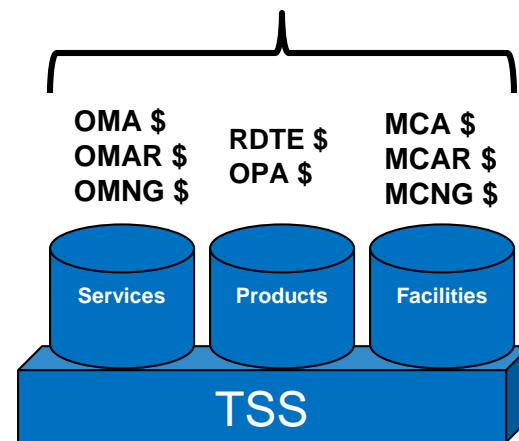 OMA $
OMAR $
OMNG $
RDTE $
OPA $
MCA $
MCAR $
MCNG $
Services
Products
Facilities
TSS